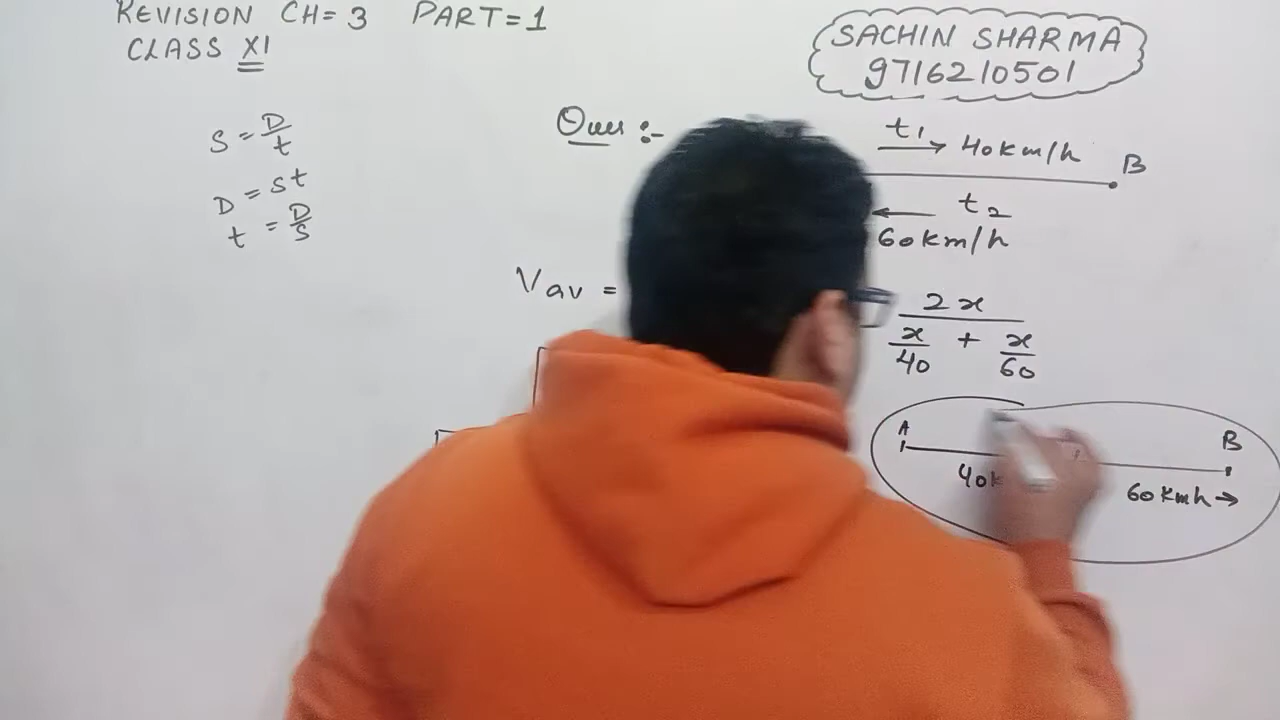 REVISION CH=3 PART=1
CLASS XI
SACHIN SHARMA
9716210501
S = D/t
D = st
t = D/S
Ques :-
t₁ → 40km/h
B
← t₂
60km/h
Vav =
2x
x/40 + x/60
A B
40k 60kmh →